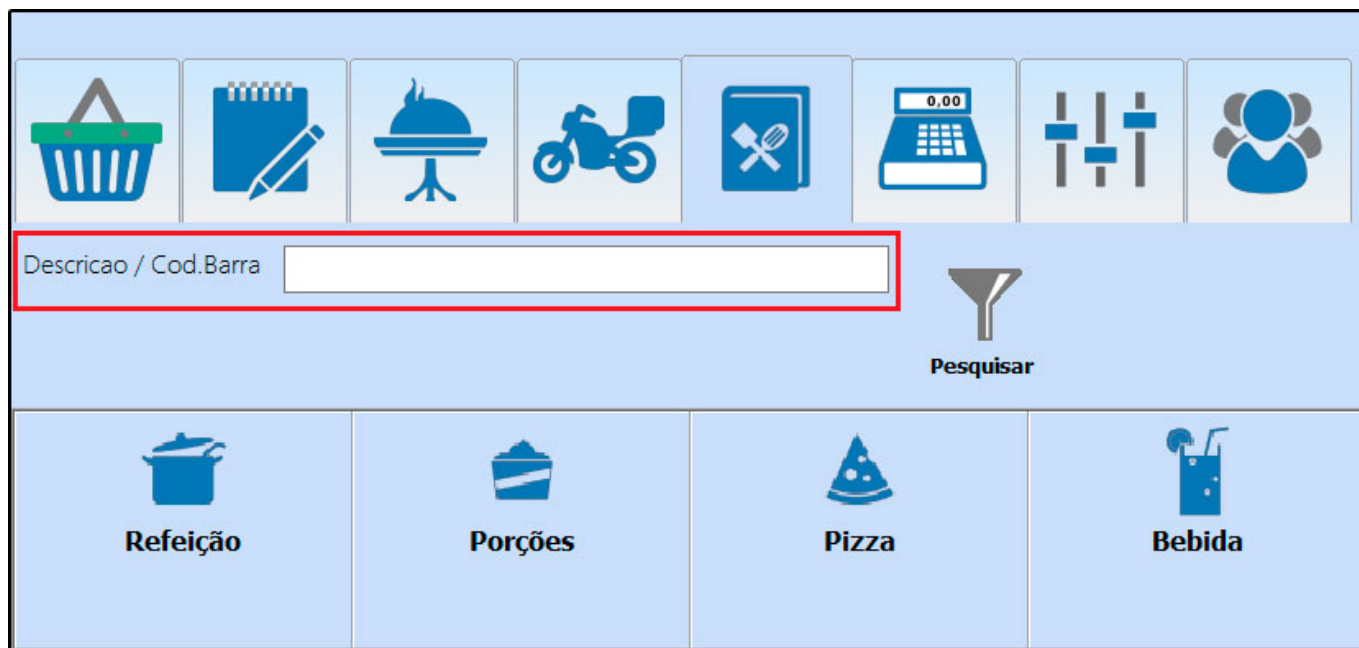 0,00
Descricao / Cod.Barra
Pesquisar
Refeição
Porções
Pizza
Bebida